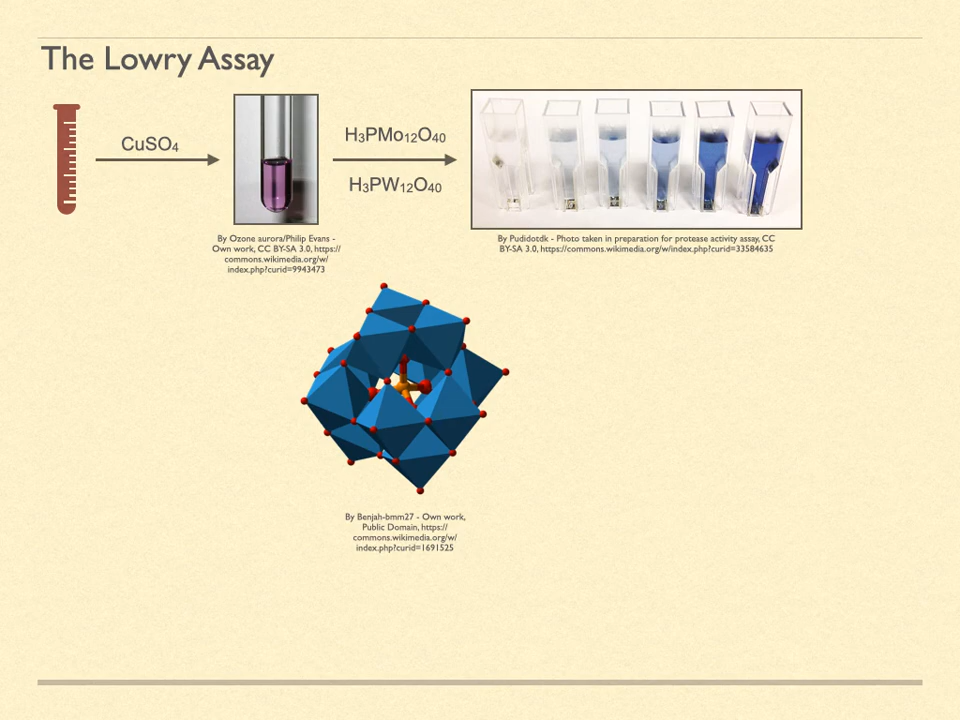 The Lowry Assay
CuSO₄
H₃PMo₁₂O₄₀
H₃PW₁₂O₄₀
By Ozone aurora/Philip Evans -
Own work, CC BY-SA 3.0, https://
commons.wikimedia.org/w/
index.php?curid=9943473
By Pudidotdk - Photo taken in preparation for protease activity assay, CC
BY-SA 3.0, https://commons.wikimedia.org/w/index.php?curid=33584635
By Benjah-bmm27 - Own work,
Public Domain, https://
commons.wikimedia.org/w/
index.php?curid=1691525